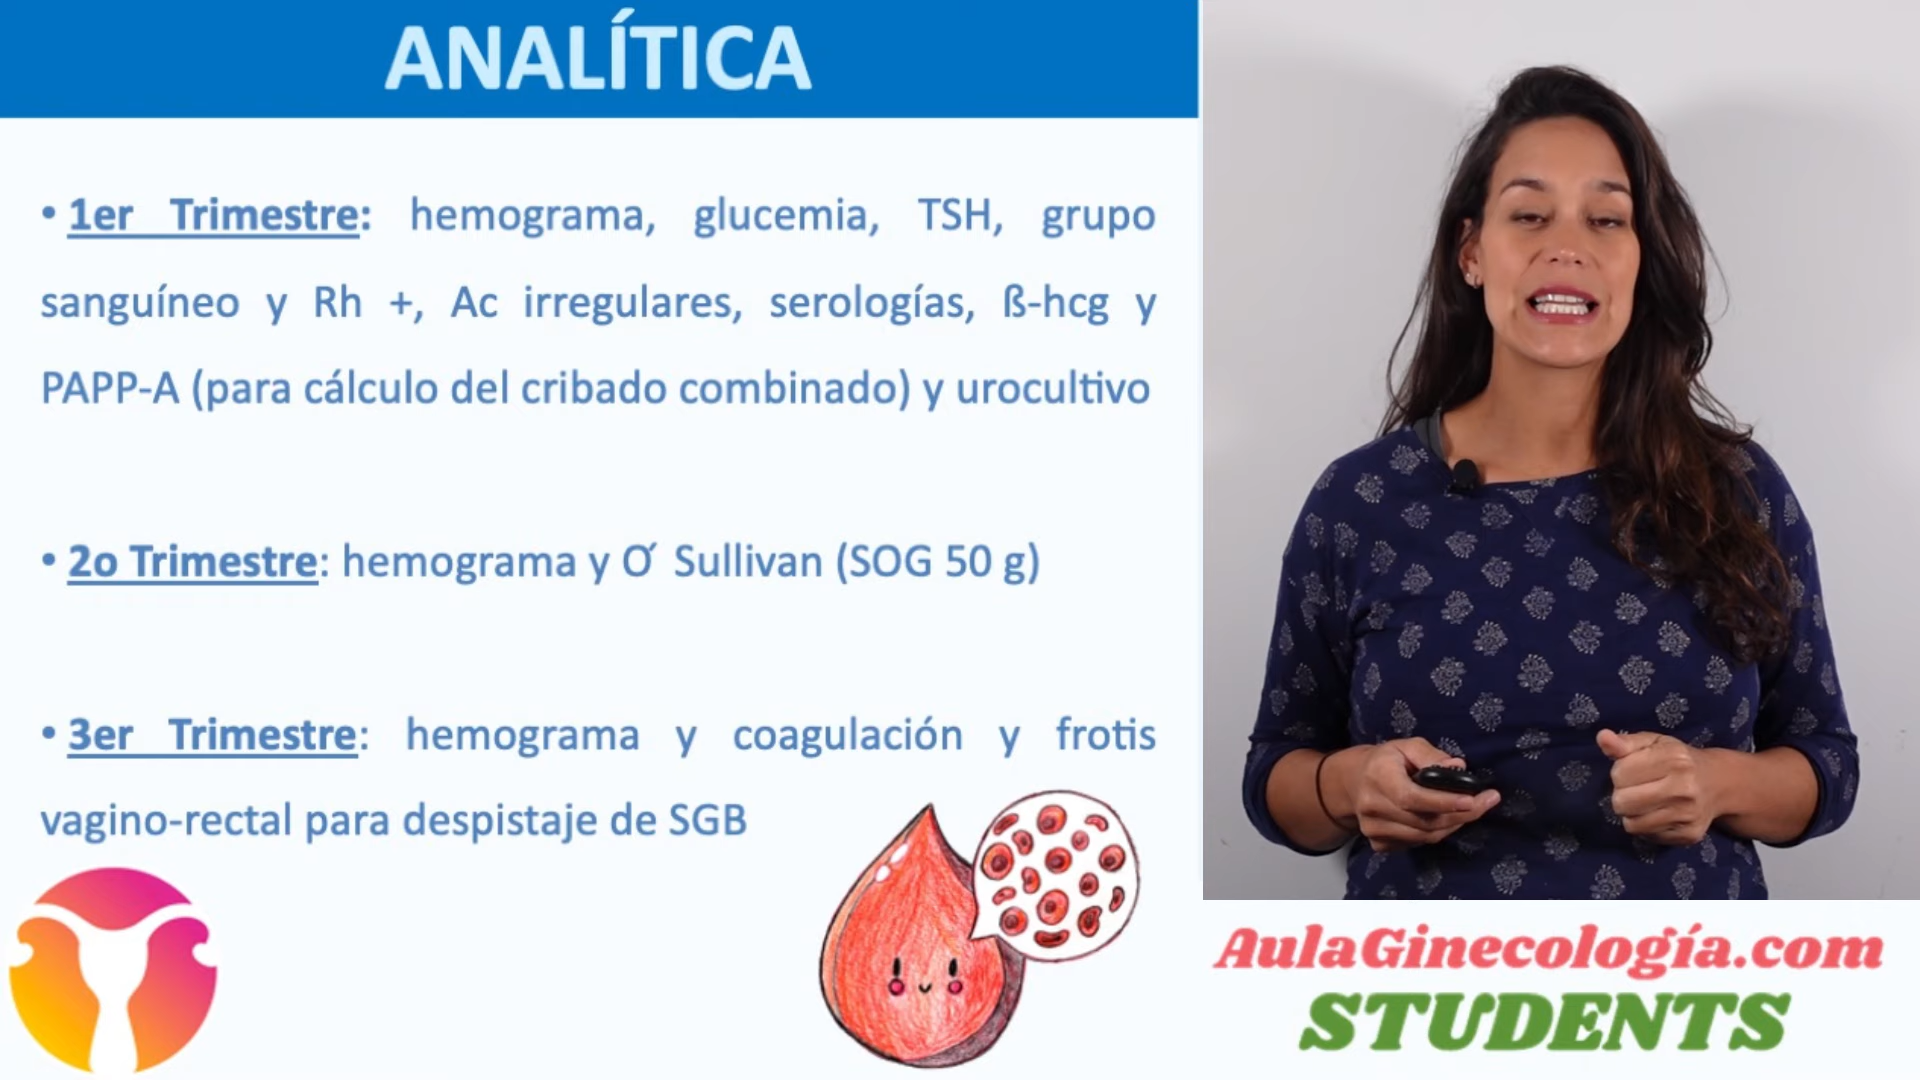 ANALÍTICA
• 1er Trimestre: hemograma, glucemia, TSH, grupo
sanguíneo y Rh +, Ac irregulares, serologías, ß-hcg y
PAPP-A (para cálculo del cribado combinado) y urocultivo
• 2o Trimestre: hemograma y O´ Sullivan (SOG 50 g)
• 3er Trimestre: hemograma y coagulación y frotis
vagino-rectal para despistaje de SGB
AulaGinecología.com
STUDENTS